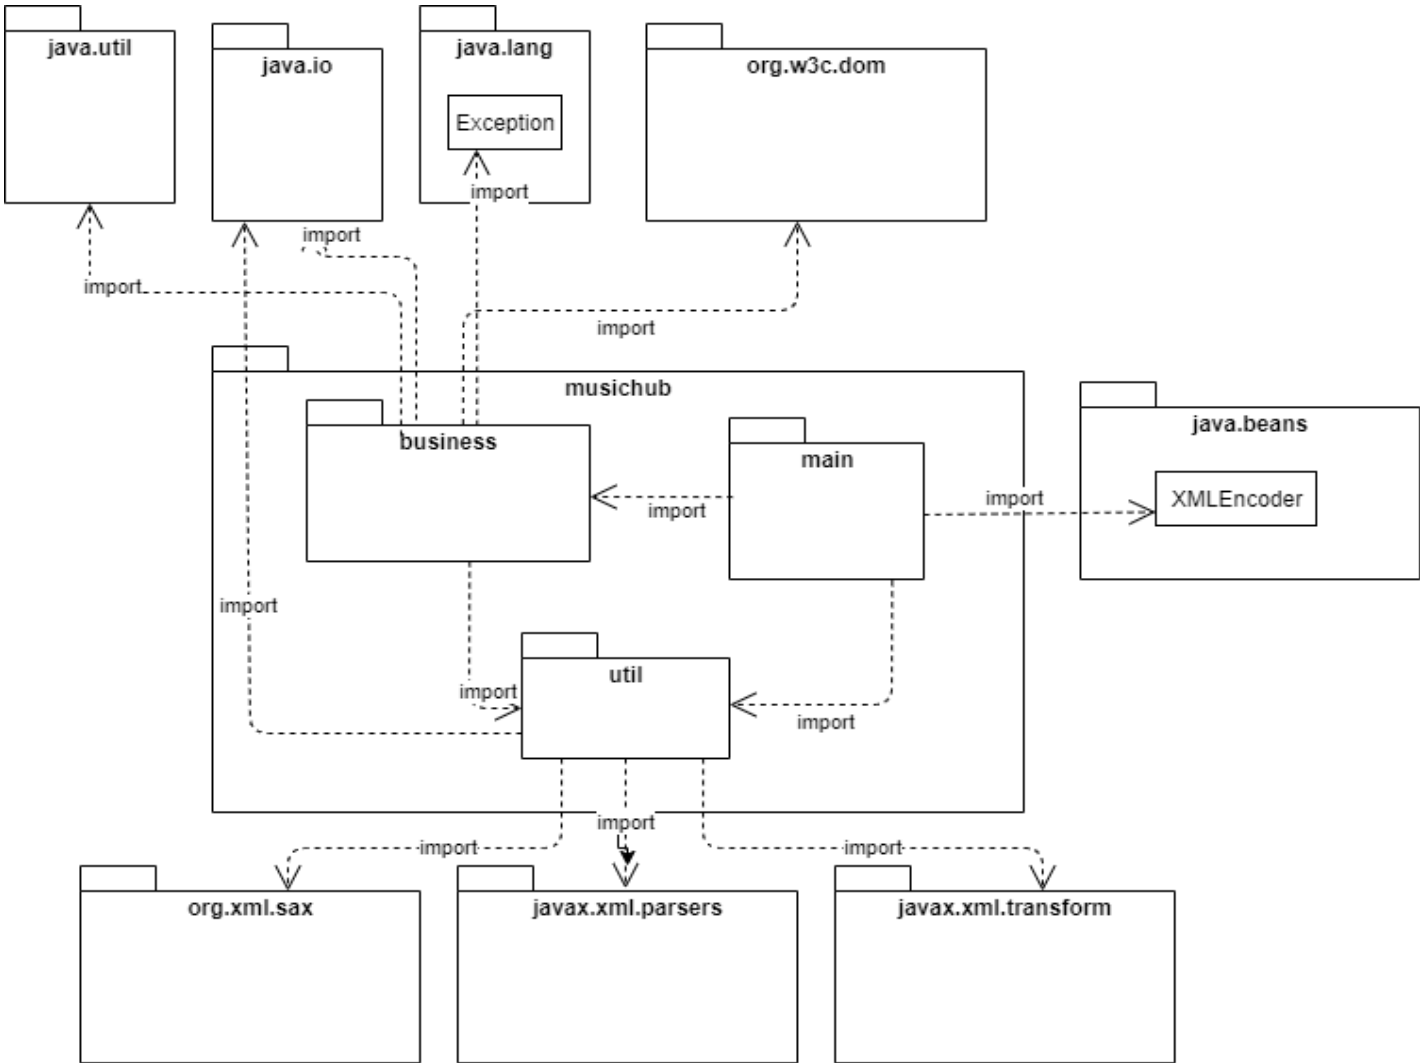 java.util
java.io
java.lang
org.w3c.dom
Exception
import
import
import
import
musichub
business
main
java.beans
import
import
XMLEncoder
import
util
import
import
import
import
import
org.xml.sax
javax.xml.parsers
javax.xml.transform
import